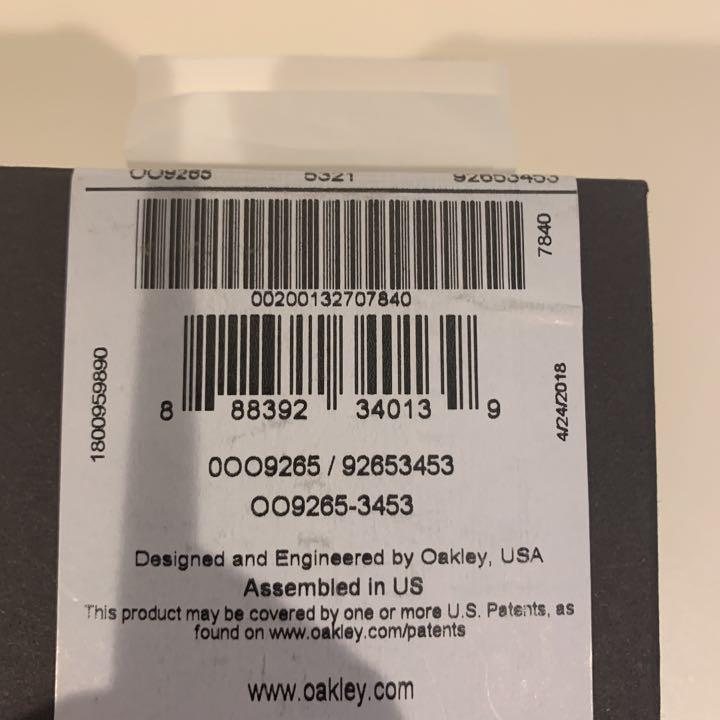 OO9265 5321 92653453
7840
00200132707840
8 88392 34013 9
1800959890
4/24/2018
0OO9265 / 92653453
OO9265-3453
Designed and Engineered by Oakley, USA
Assembled in US
This product may be covered by one or more U.S. Patents, as
found on www.oakley.com/patents
www.oakley.com